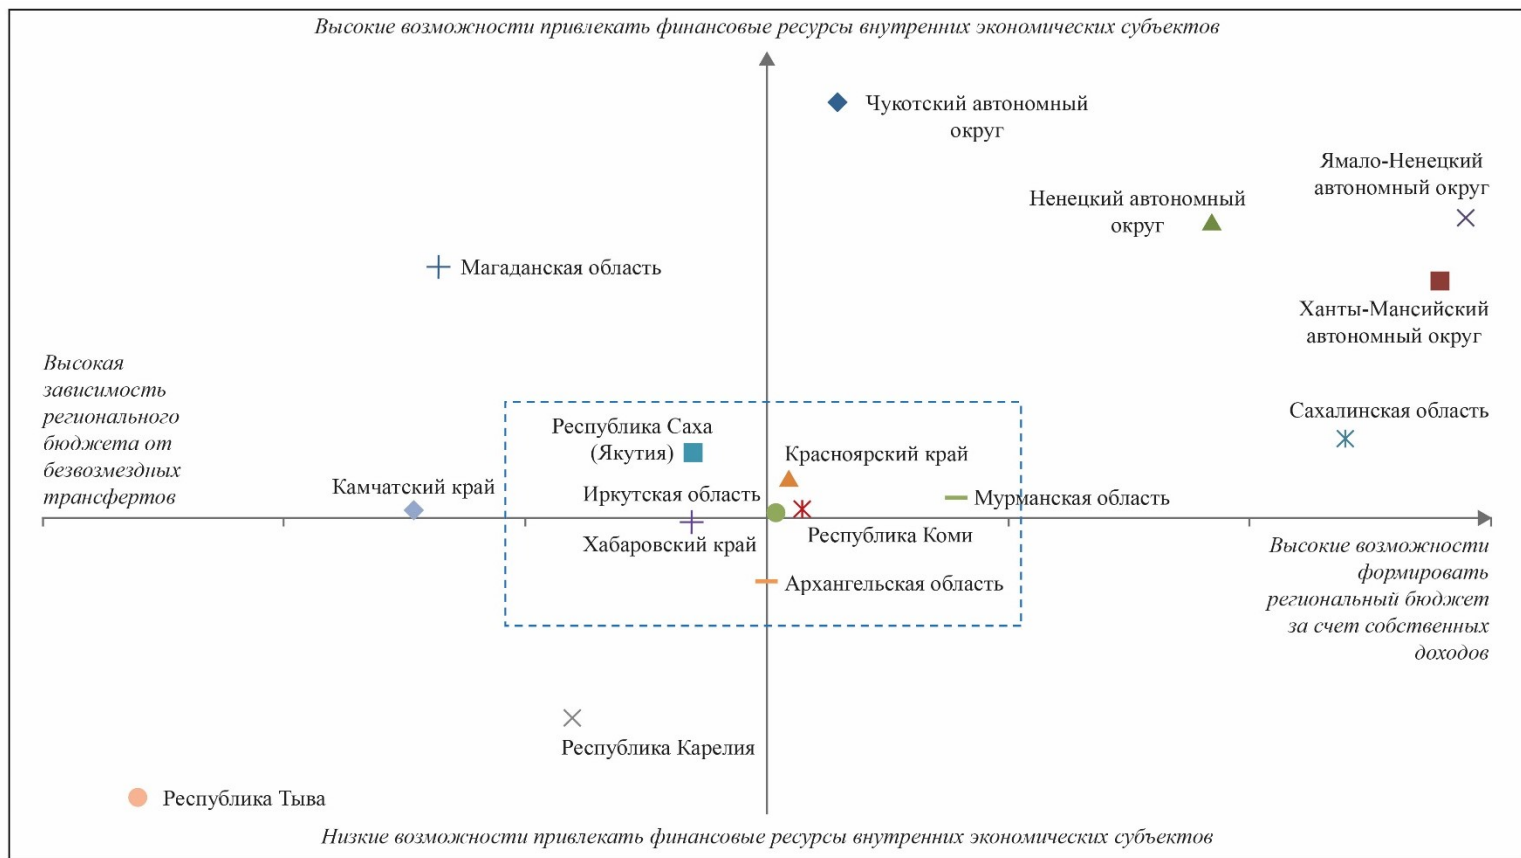 Высокие возможности привлекать финансовые ресурсы внутренних экономических субъектов
Чукотский автономный
округ
Ямало-Ненецкий
автономный округ
Ненецкий автономный
округ
Магаданская область
Ханты-Мансийский
автономный округ
Высокая
зависимость
регионального
бюджета от
безвозмездных
трансфертов
Сахалинская область
Республика Саха
(Якутия)
Красноярский край
Камчатский край
Иркутская область
Мурманская область
Хабаровский край
Республика Коми
Архангельская область
Высокие возможности
формировать
региональный бюджет
за счет собственных
доходов
Республика Карелия
Республика Тыва
Низкие возможности привлекать финансовые ресурсы внутренних экономических субъектов